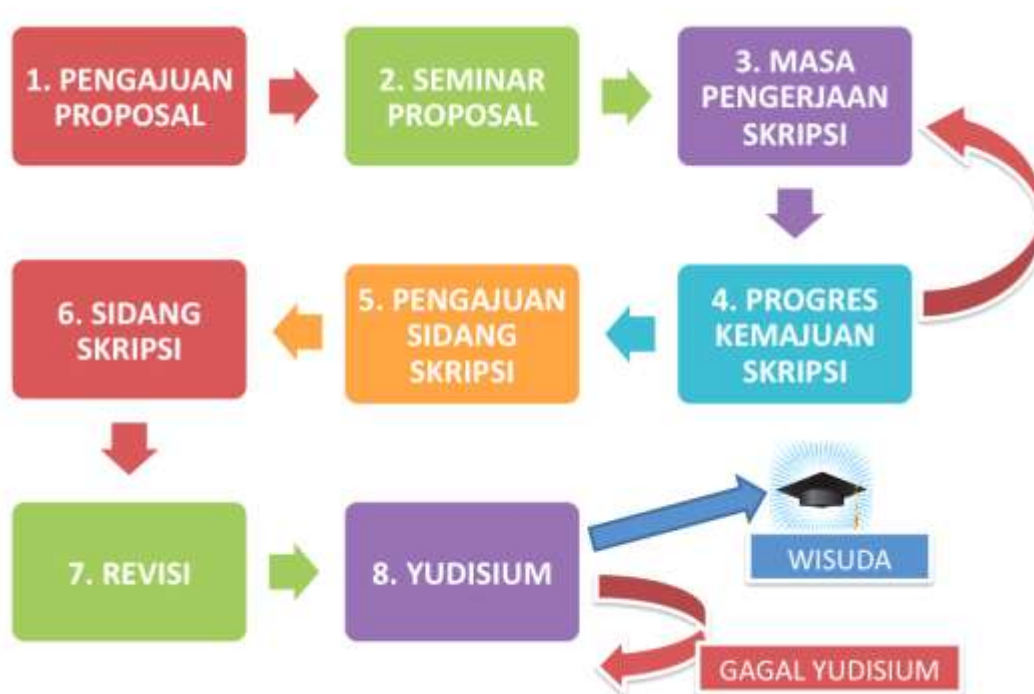 1. PENGAJUAN
PROPOSAL
2. SEMINAR
PROPOSAL
3. MASA
PENGERJAAN
SKRIPSI
4. PROGRES
KEMAJUAN
SKRIPSI
5. PENGAJUAN
SIDANG
SKRIPSI
6. SIDANG
SKRIPSI
7. REVISI
8. YUDISIUM
WISUDA
GAGAL YUDISIUM